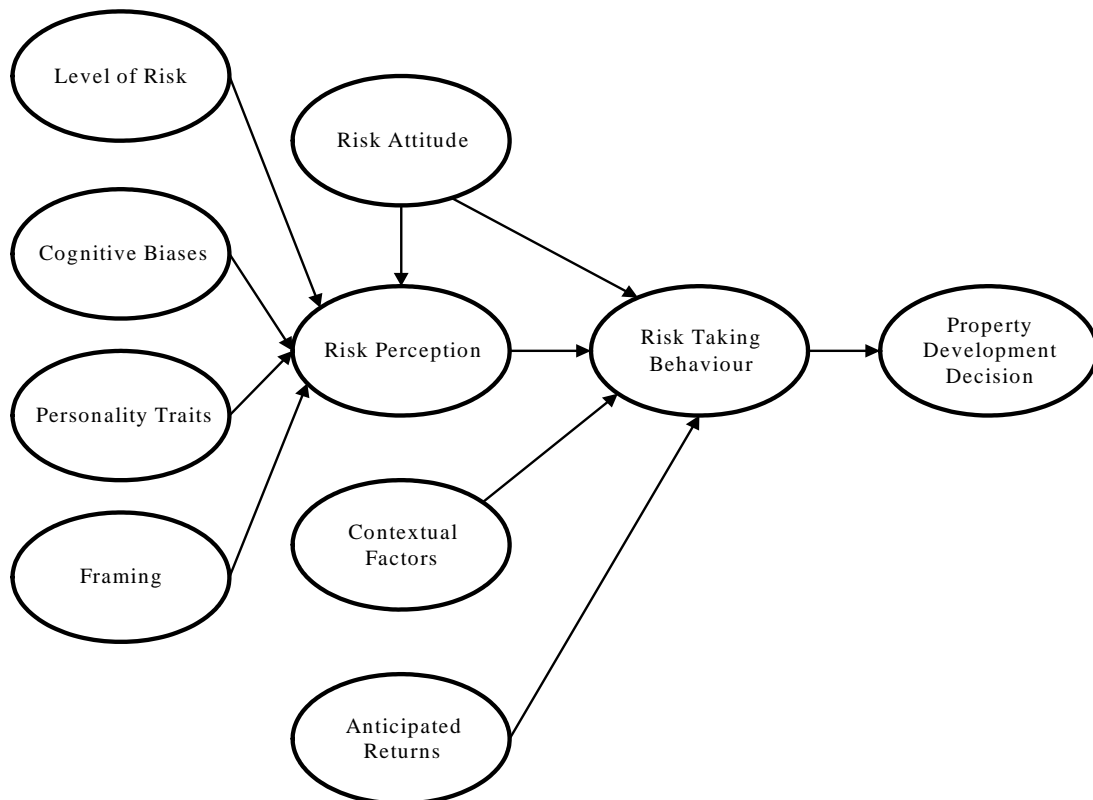 Level of Risk
Risk Attitude
Cognitive Biases
Risk Perception
Risk Taking
Behaviour
Property
Development
Decision
Personality Traits
Contextual
Factors
Framing
Anticipated
Returns